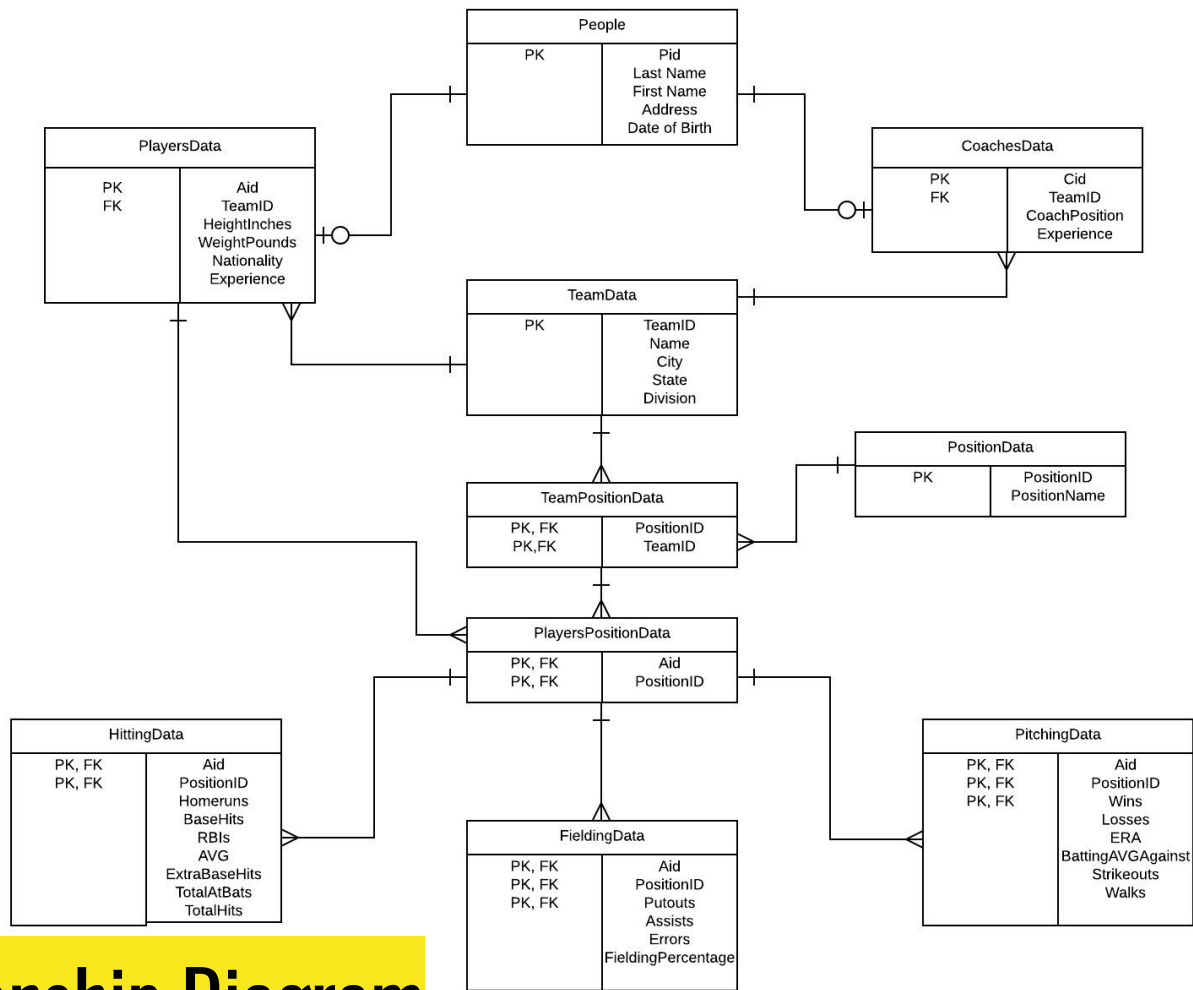 People
PK
Pid
Last Name
First Name
Address
Date of Birth
PlayersData
PK
FK
Aid
TeamID
HeightInches
WeightPounds
Nationality
Experience
CoachesData
PK
FK
Cid
TeamID
CoachPosition
Experience
TeamData
PK
TeamID
Name
City
State
Division
PositionData
PK
PositionID
PositionName
TeamPositionData
PK, FK
PK,FK
PositionID
TeamID
PlayersPositionData
PK, FK
PK, FK
Aid
PositionID
HittingData
PK, FK
PK, FK
Aid
PositionID
Homeruns
BaseHits
RBIs
AVG
ExtraBaseHits
TotalAtBats
TotalHits
PitchingData
PK, FK
PK, FK
PK, FK
Aid
PositionID
Wins
Losses
ERA
BattingAVGAgainst
Strikeouts
Walks
FieldingData
PK, FK
PK, FK
PK, FK
Aid
PositionID
Putouts
Assists
Errors
FieldingPercentage
Diagram